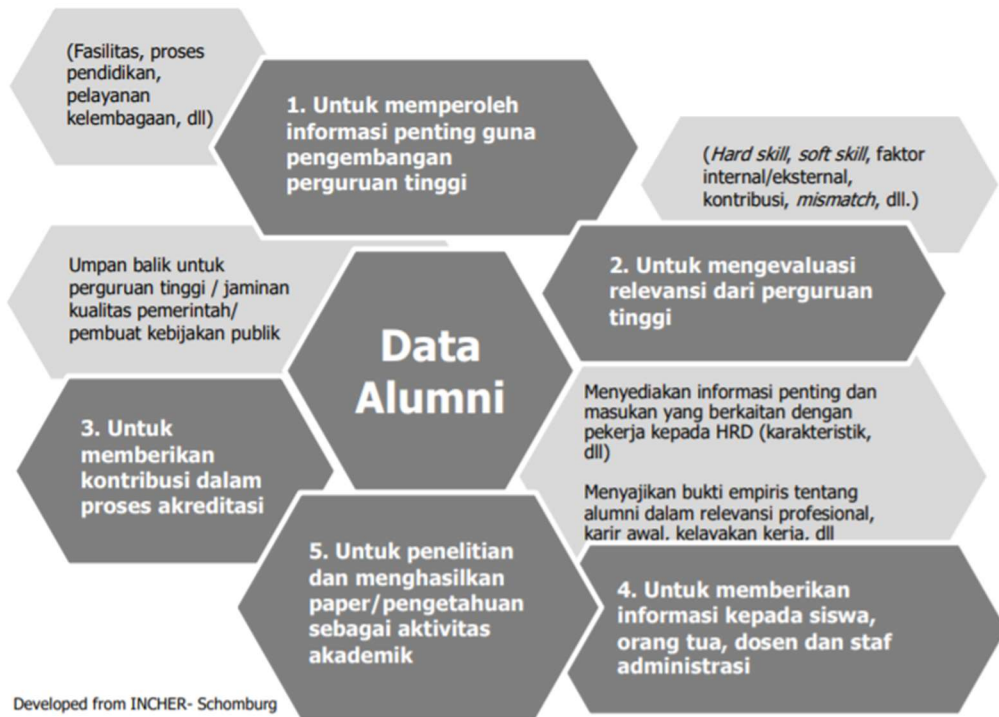 (Fasilitas, proses
pendidikan,
pelayanan
kelembagaan, dll)
1. Untuk memperoleh
informasi penting guna
pengembangan
perguruan tinggi
(Hard skill, soft skill, faktor
internal/eksternal,
kontribusi, mismatch, dll.)
2. Untuk mengevaluasi
relevansi dari perguruan
tinggi
Umpan balik untuk
perguruan tinggi / jaminan
kualitas pemerintah/
pembuat kebijakan publik
Data
Alumni
3. Untuk
memberikan
kontribusi dalam
proses akreditasi
Menyediakan informasi penting dan
masukan yang berkaitan dengan
pekerja kepada HRD (karakteristik,
dll)
Menyajikan bukti empiris tentang
alumni dalam relevansi profesional,
karir awal, kelayakan kerja, dll
4. Untuk memberikan
informasi kepada siswa,
orang tua, dosen dan staf
administrasi
5. Untuk penelitian
dan menghasilkan
paper/pengetahuan
sebagai aktivitas
akademik
Developed from INCHER- Schomburg